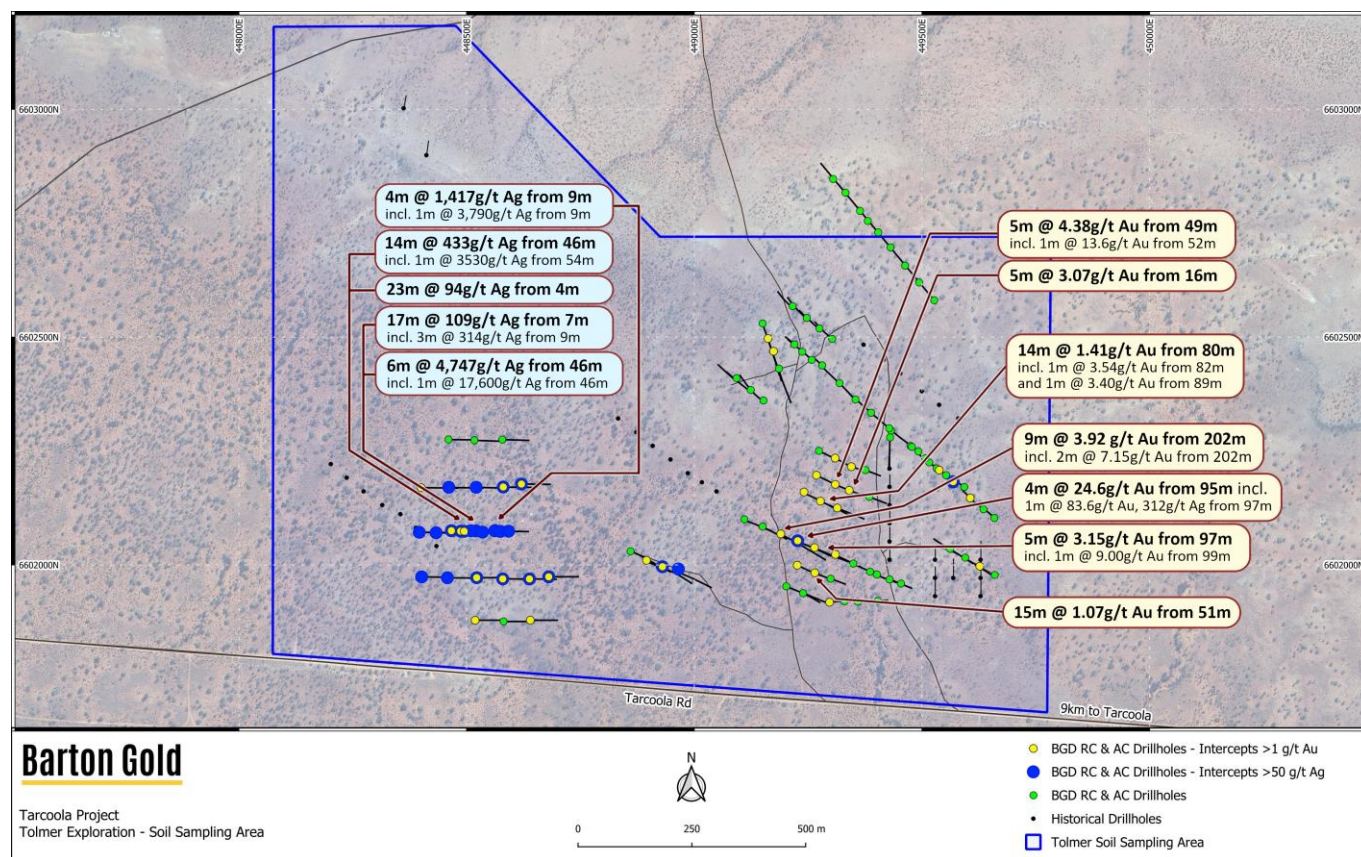 448000E
448500E
449000E
449500E
450000E
6603000N
6603000N
4m @ 1,417g/t Ag from 9m
incl. 1m @ 3,790g/t Ag from 9m
14m @ 433g/t Ag from 46m
incl. 1m @ 3530g/t Ag from 54m
23m @ 94g/t Ag from 4m
17m @ 109g/t Ag from 7m
incl. 3m @ 314g/t Ag from 9m
6m @ 4,747g/t Ag from 46m
incl. 1m @ 17,600g/t Ag from 46m
5m @ 4.38g/t Au from 49m
incl. 1m @ 13.6g/t Au from 52m
5m @ 3.07g/t Au from 16m
6602500N
6602500N
14m @ 1.41g/t Au from 80m
incl. 1m @ 3.54g/t Au from 82m
and 1m @ 3.40g/t Au from 89m
9m @ 3.92 g/t Au from 202m
incl. 2m @ 7.15g/t Au from 202m
4m @ 24.6g/t Au from 95m incl.
1m @ 83.6g/t Au, 312g/t Ag from 97m
5m @ 3.15g/t Au from 97m
incl. 1m @ 9.00g/t Au from 99m
6602000N
6602000N
15m @ 1.07g/t Au from 51m
Tarcoola Rd
9km to Tarcoola
Barton Gold
Tarcoola Project
Tolmer Exploration - Soil Sampling Area
N
0 250 500 m
BGD RC & AC Drillholes - Intercepts >1 g/t Au
BGD RC & AC Drillholes - Intercepts >50 g/t Ag
BGD RC & AC Drillholes
Historical Drillholes
Tolmer Soil Sampling Area